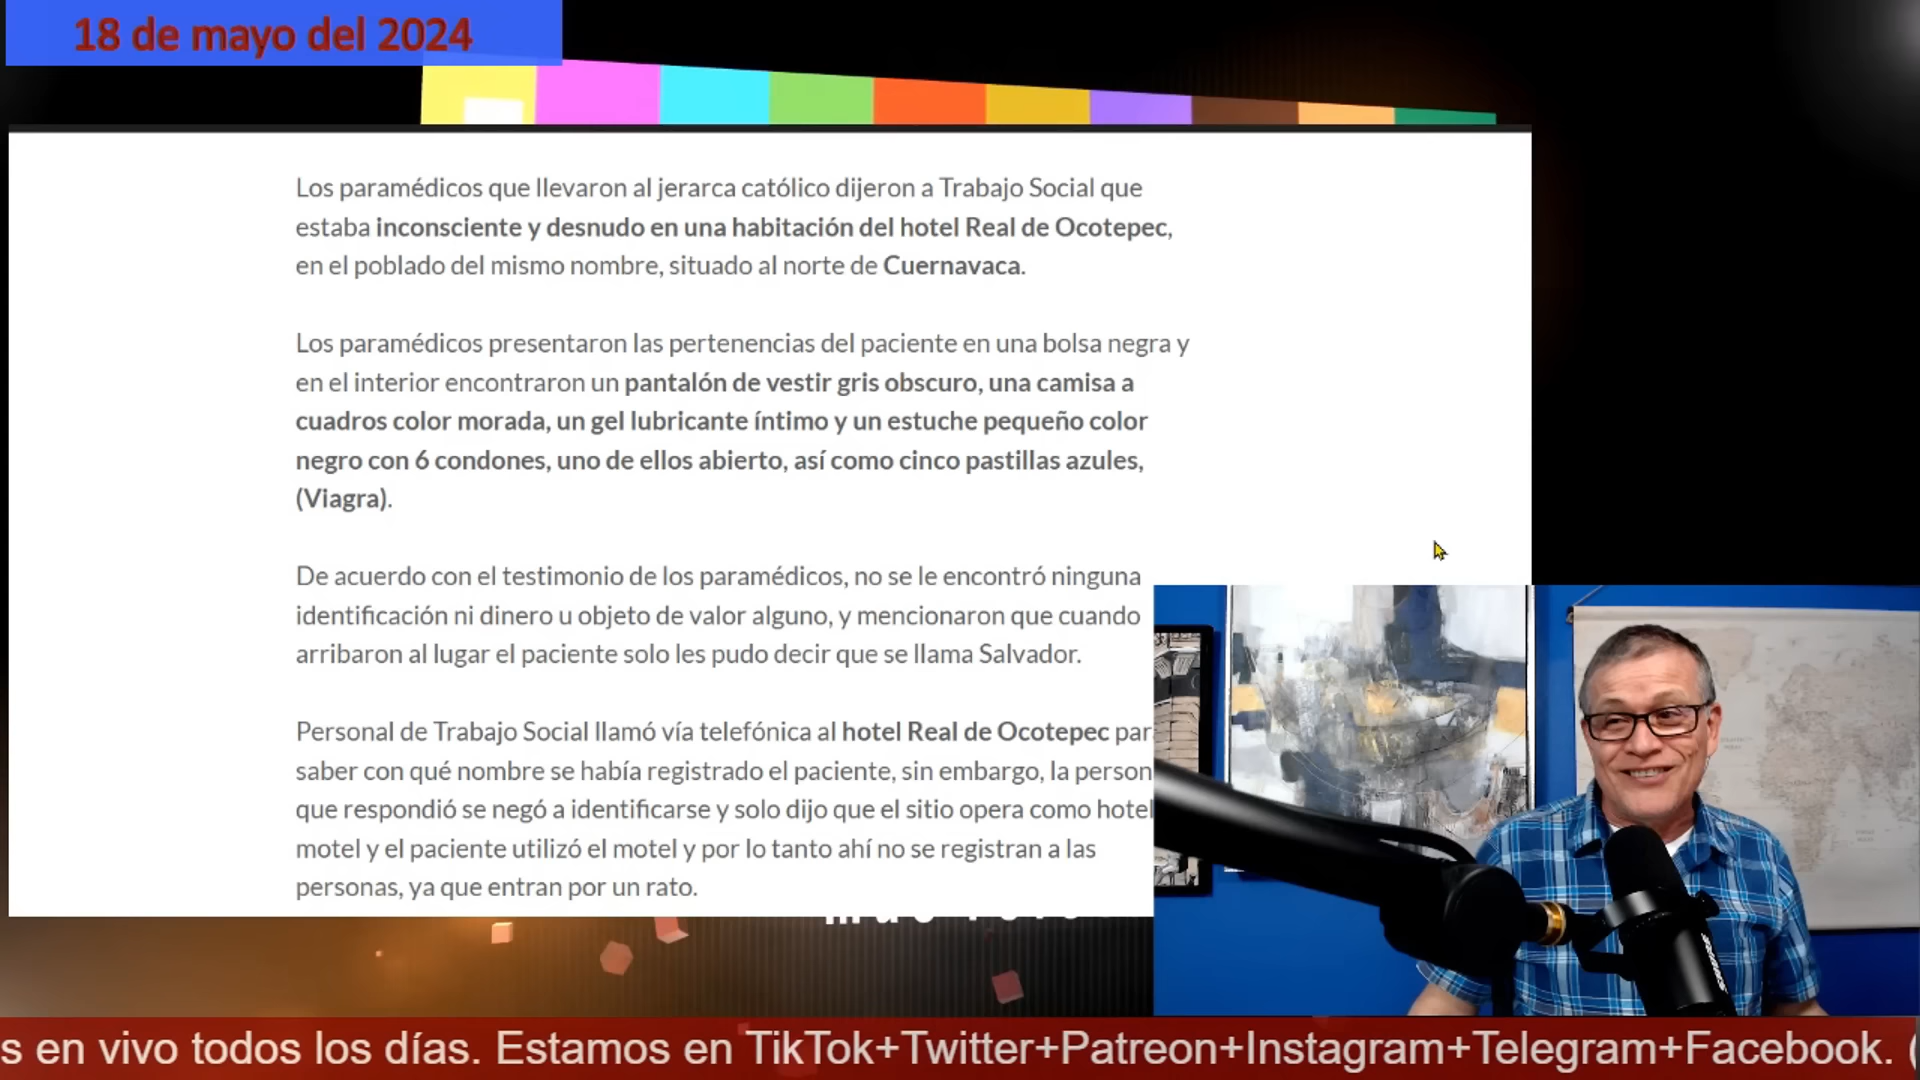 18 de mayo del 2024
Los paramédicos que llevaron al jerarca católico dijeron a Trabajo Social que
estaba inconsciente y desnudo en una habitación del hotel Real de Ocotepec,
en el poblado del mismo nombre, situado al norte de Cuernavaca.
Los paramédicos presentaron las pertenencias del paciente en una bolsa negra y
en el interior encontraron un pantalón de vestir gris obscuro, una camisa a
cuadros color morada, un gel lubricante íntimo y un estuche pequeño color
negro con 6 condones, uno de ellos abierto, así como cinco pastillas azules,
(Viagra).
De acuerdo con el testimonio de los paramédicos, no se le encontró ninguna
identificación ni dinero u objeto de valor alguno, y mencionaron que cuando
arribaron al lugar el paciente solo les pudo decir que se llama Salvador.
Personal de Trabajo Social llamó vía telefónica al hotel Real de Ocotepec par
saber con qué nombre se había registrado el paciente, sin embargo, la person
que respondió se negó a identificarse y solo dijo que el sitio opera como hotel
motel y el paciente utilizó el motel y por lo tanto ahí no se registran a las
personas, ya que entran por un rato.
s en vivo todos los días. Estamos en TikTok+Twitter+Patreon+Instagram+Telegram+Facebook. (